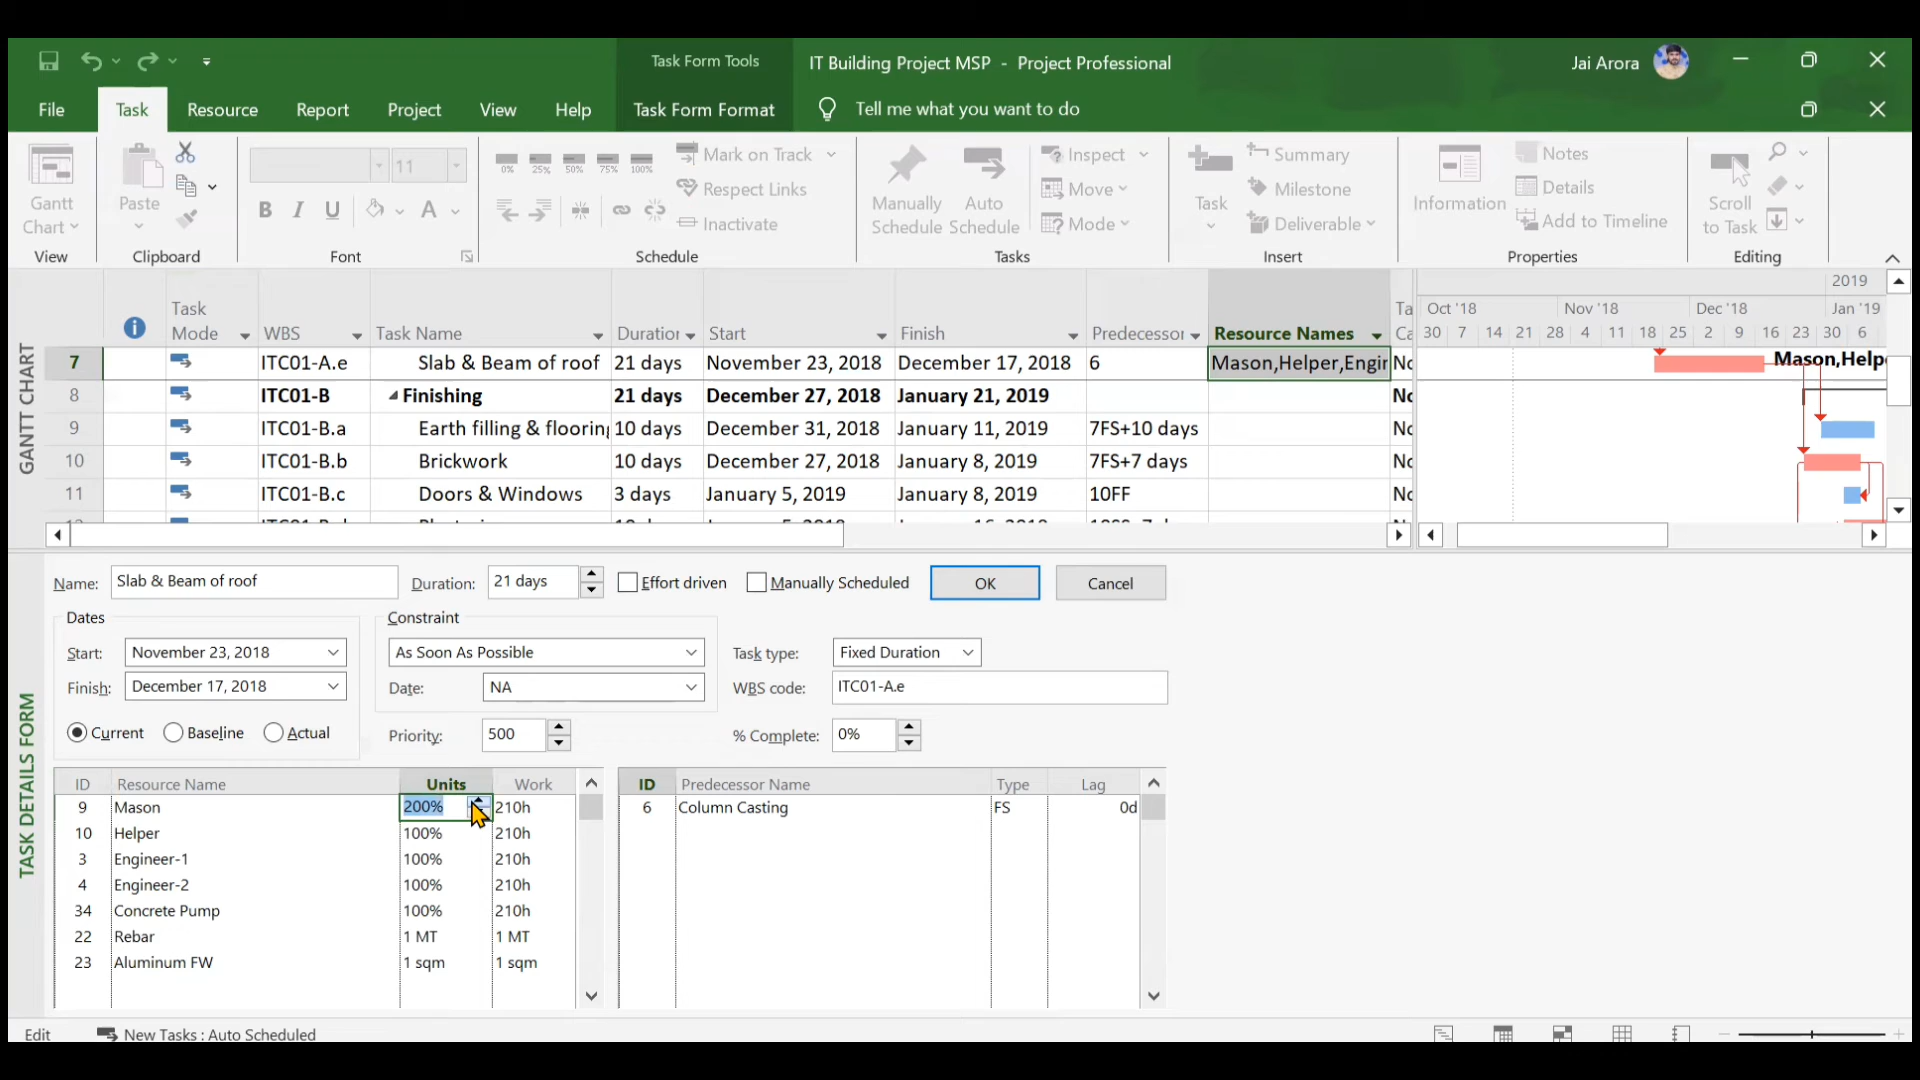 Task Form Tools
IT Building Project MSP - Project Professional
Jai Arora
File Task Resource Report Project View Help Task Form Format Tell me what you want to do
Gantt Chart
View
Paste
Clipboard
11
B I U A
Font
0% 25% 50% 75% 100%
Mark on Track
Respect Links
Inactivate
Schedule
Manually Schedule
Auto Schedule
Inspect
Move
Mode
Tasks
Task
Summary
Milestone
Deliverable
Insert
Information
Notes
Details
Add to Timeline
Properties
Scroll to Task
Editing
GANTT CHART
Task Mode WBS Task Name Duration Start Finish Predecessor Resource Names Ta Ca
2019
Oct '18 Nov '18 Dec '18 Jan '19
30 7 14 21 28 4 11 18 25 2 9 16 23 30 6
7 ITC01-A.e Slab & Beam of roof 21 days November 23, 2018 December 17, 2018 6 Mason,Helper,Engir Nc Mason,Help
8 ITC01-B Finishing 21 days December 27, 2018 January 21, 2019 Nc
9 ITC01-B.a Earth filling & flooring 10 days December 31, 2018 January 11, 2019 7FS+10 days Nc
10 ITC01-B.b Brickwork 10 days December 27, 2018 January 8, 2019 7FS+7 days Nc
11 ITC01-B.c Doors & Windows 3 days January 5, 2019 January 8, 2019 10FF Nc
TASK DETAILS FORM
Name: Slab & Beam of roof Duration: 21 days Effort driven Manually Scheduled OK Cancel
Dates Constraint
Start: November 23, 2018 As Soon As Possible Task type: Fixed Duration
Finish: December 17, 2018 Date: NA WBS code: ITC01-A.e
Current Baseline Actual Priority: 500 % Complete: 0%
ID Resource Name Units Work ID Predecessor Name Type Lag
9 Mason 200% 210h 6 Column Casting FS 0d
10 Helper 100% 210h
3 Engineer-1 100% 210h
4 Engineer-2 100% 210h
34 Concrete Pump 100% 210h
22 Rebar 1 MT 1 MT
23 Aluminum FW 1 sqm 1 sqm
Edit New Tasks : Auto Scheduled